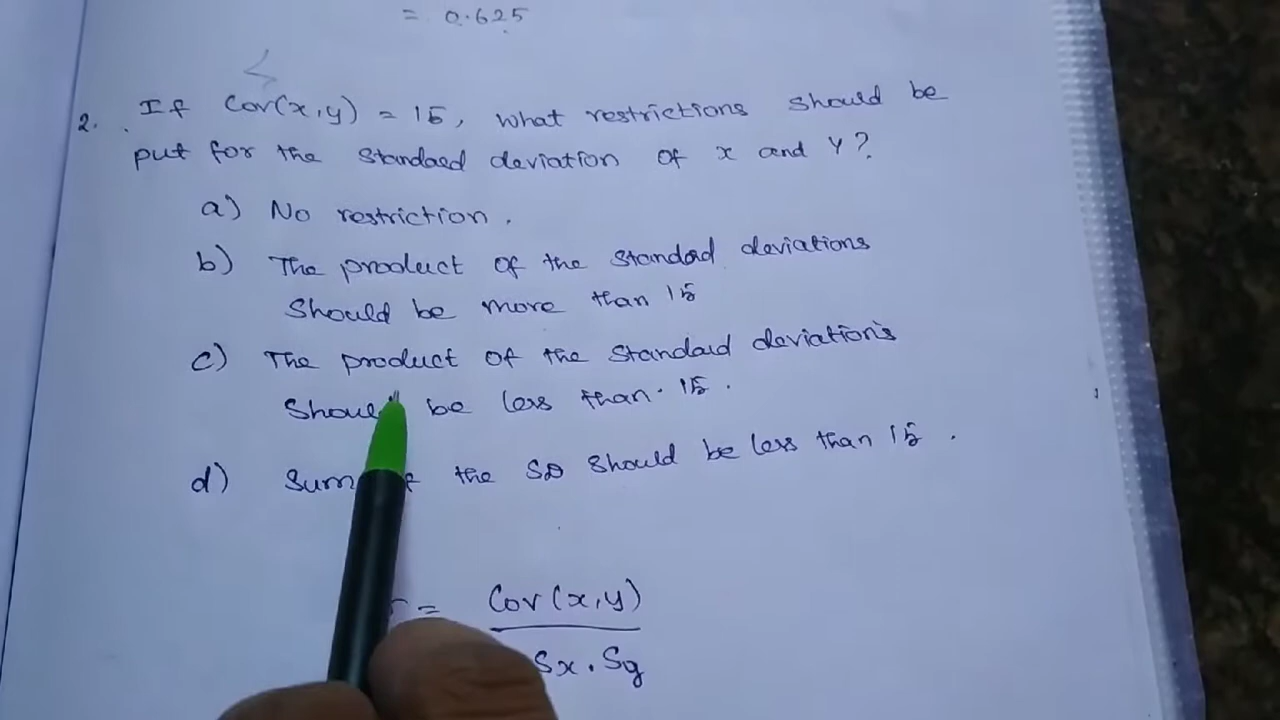 = 0.625
2. If Cov(x,y) = 15, what restrictions should be
put for the standard deviation of x and y?
a) No restriction.
b) The product of the standard deviations
should be more than 15
c) The product of the standard deviations
should be less than 15.
d) Sum the SD should be less than 15.
r = Cov(x,y)
Sx . Sy